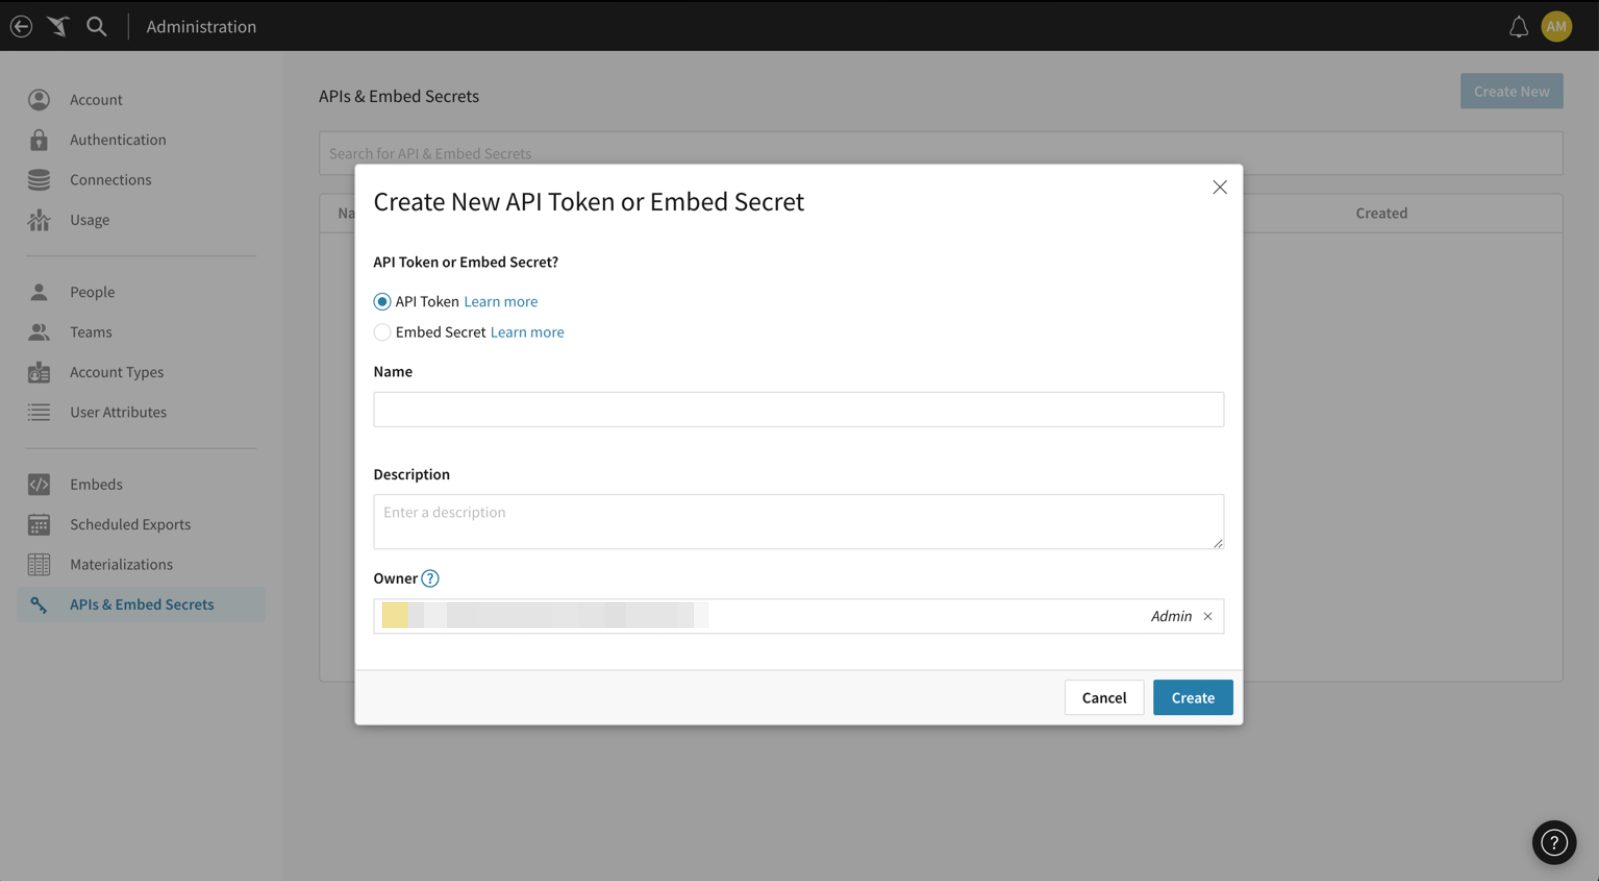 Administration
AM
Account
Authentication
Connections
Usage
People
Teams
Account Types
User Attributes
Embeds
Scheduled Exports
Materializations
APIs & Embed Secrets
APIs & Embed Secrets
Create New
Search for API & Embed Secrets
Created
Create New API Token or Embed Secret
API Token or Embed Secret?
API Token Learn more
Embed Secret Learn more
Name
Description
Enter a description
Owner ?
Admin ×
Cancel
Create
?